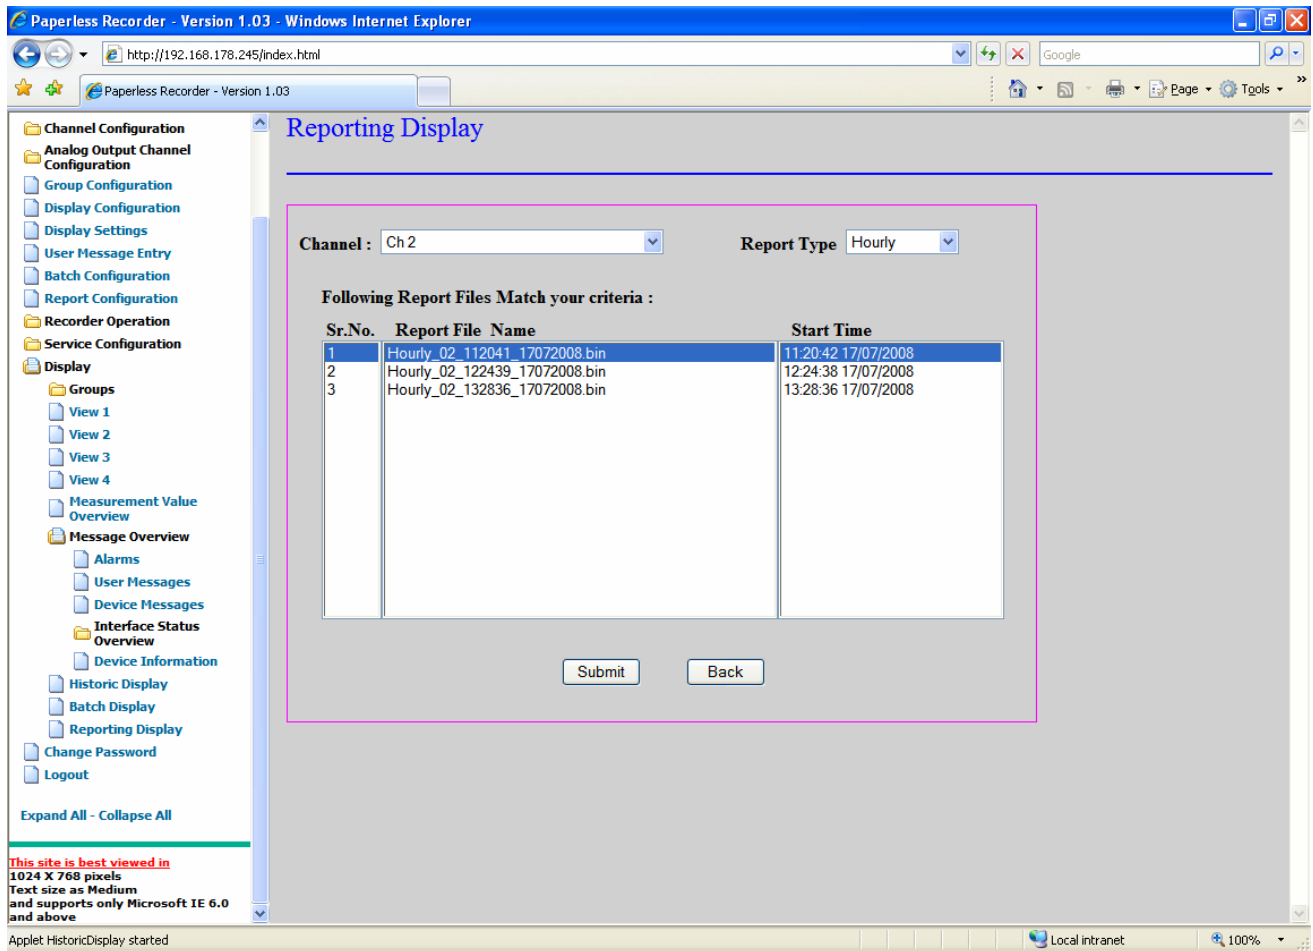 Paperless Recorder - Version 1.03 - Windows Internet Explorer
http://192.168.178.245/index.html
Google
Paperless Recorder - Version 1.03
Page
Tools
Channel Configuration
Analog Output Channel
Configuration
Group Configuration
Display Configuration
Display Settings
User Message Entry
Batch Configuration
Report Configuration
Recorder Operation
Service Configuration
Display
Groups
View 1
View 2
View 3
View 4
Measurement Value
Overview
Message Overview
Alarms
User Messages
Device Messages
Interface Status
Overview
Device Information
Historic Display
Batch Display
Reporting Display
Change Password
Logout
Expand All - Collapse All
This site is best viewed in
1024 X 768 pixels
Text size as Medium
and supports only Microsoft IE 6.0
and above
Reporting Display
Channel : Ch 2 Report Type Hourly
Following Report Files Match your criteria :
Sr.No. Report File Name Start Time
1 Hourly_02_112041_17072008.bin 11:20:42 17/07/2008
2 Hourly_02_122439_17072008.bin 12:24:38 17/07/2008
3 Hourly_02_132836_17072008.bin 13:28:36 17/07/2008
Submit Back
Applet HistoricDisplay started Local intranet 100%